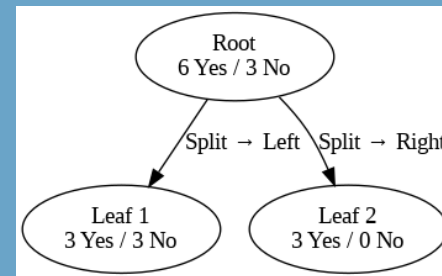 Root
6 Yes / 3 No
Split → Left
Split → Right
Leaf 1
3 Yes / 3 No
Leaf 2
3 Yes / 0 No